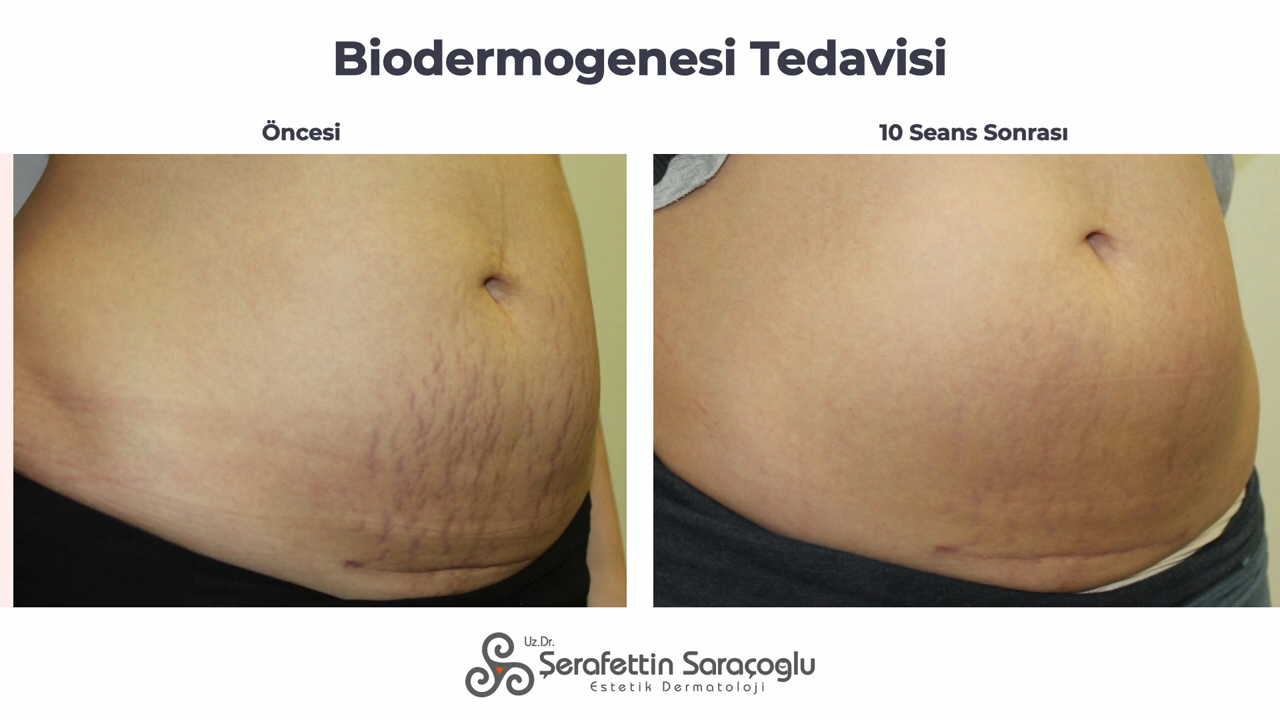 Biodermogenesi Tedavisi
Öncesi
10 Seans Sonrası
Uz.Dr.
Şerafettin Saraçoglu
Estetik Dermatoloji